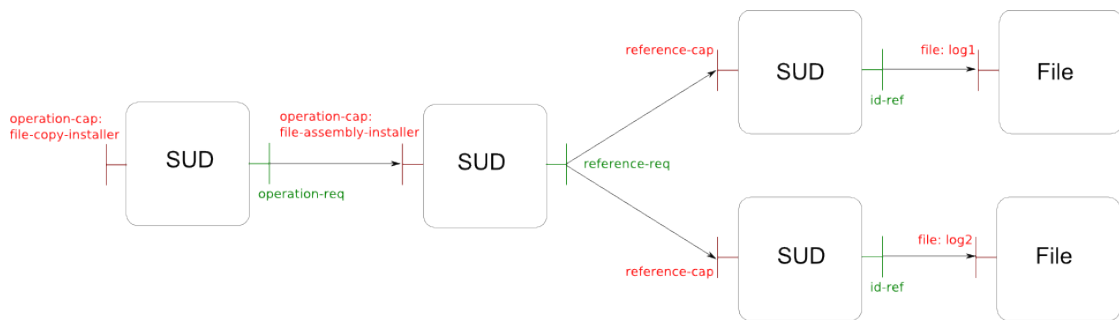 operation-cap:
file-copy-installer
SUD
operation-req
operation-cap:
file-assembly-installer
SUD
reference-req
reference-cap
SUD
id-ref
file: log1
File
reference-cap
SUD
id-ref
file: log2
File